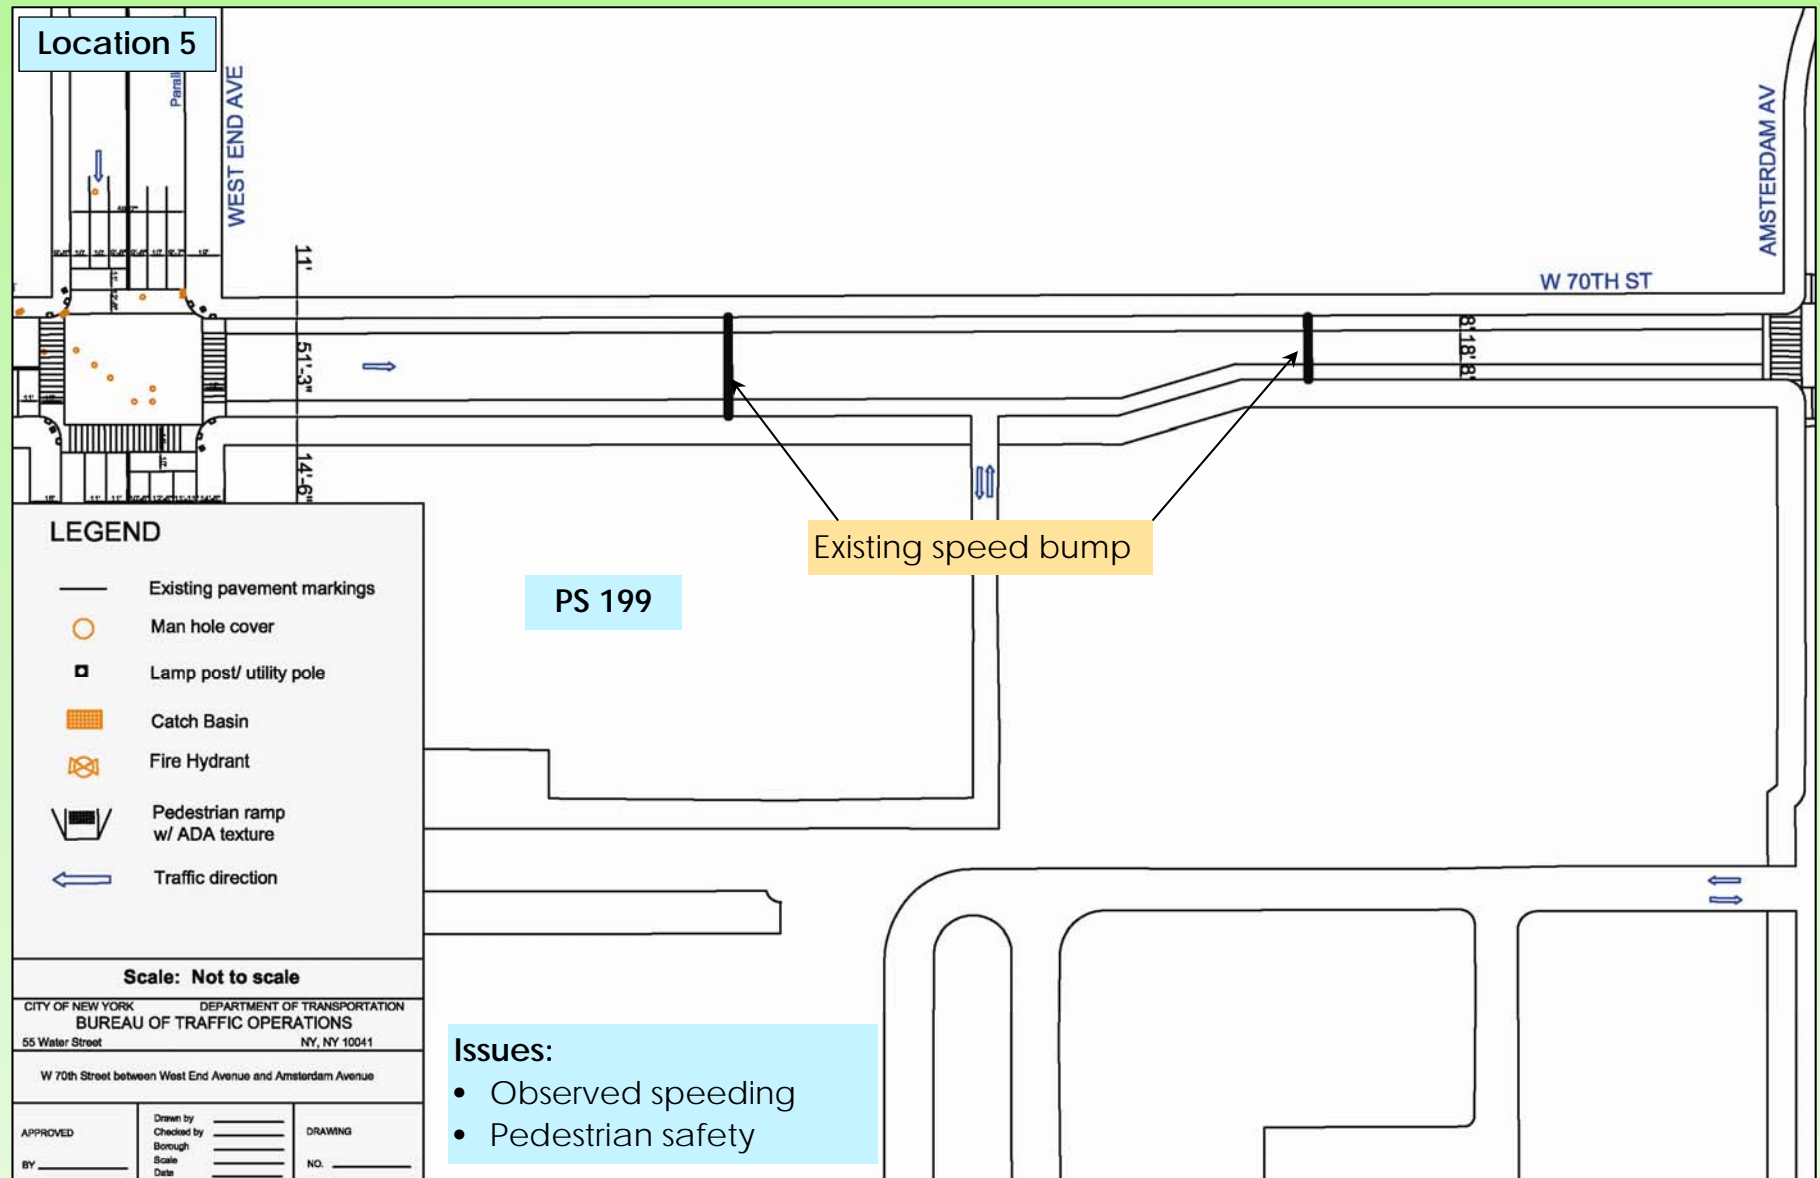 Location 5
Parall
WEST END AVE
AMSTERDAM AV
W 70TH ST
11'
51'-3"
14'-6"
8'18'8'
Existing speed bump
PS 199
LEGEND
Existing pavement markings
Man hole cover
Lamp post/ utility pole
Catch Basin
Fire Hydrant
Pedestrian ramp
w/ ADA texture
Traffic direction
Scale: Not to scale
CITY OF NEW YORK DEPARTMENT OF TRANSPORTATION
BUREAU OF TRAFFIC OPERATIONS
55 Water Street NY, NY 10041
W 70th Street between West End Avenue and Amsterdam Avenue
APPROVED
BY
Drawn by
Checked by
Borough
Scale
Date
DRAWING
NO.
Issues:
• Observed speeding
• Pedestrian safety